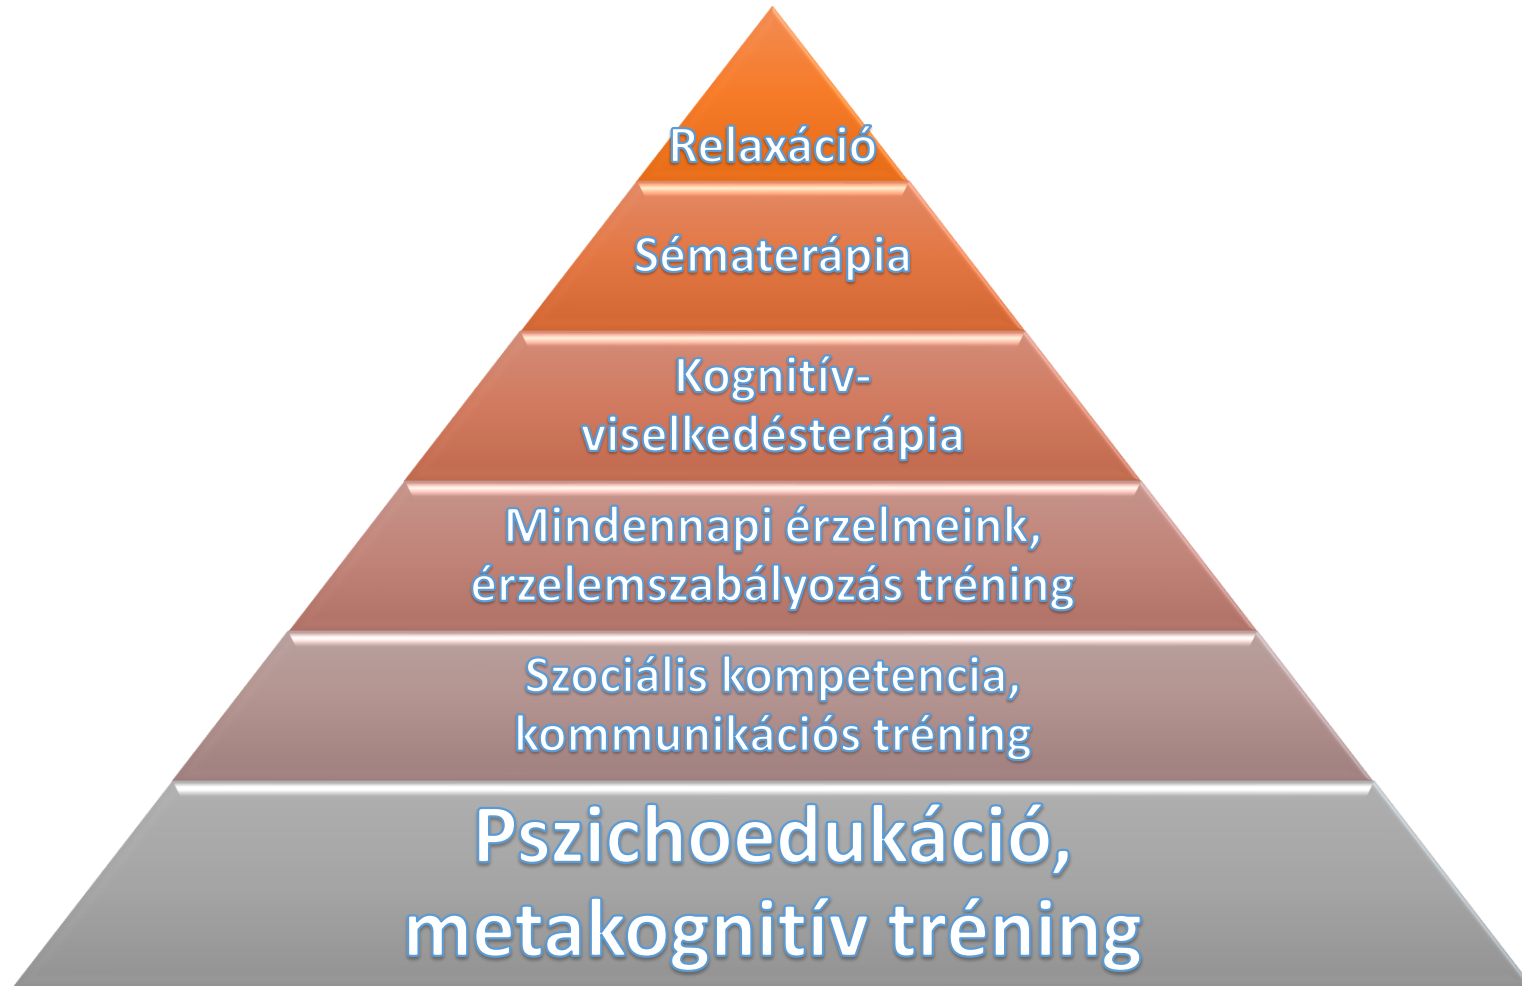 Relaxáció
Sématerápia
Kognitív-
viselkedésterápia
Mindennapi érzelmeink,
érzelemszabályozás tréning
Szociális kompetencia,
kommunikációs tréning
Pszichoedukáció,
metakognitív tréning